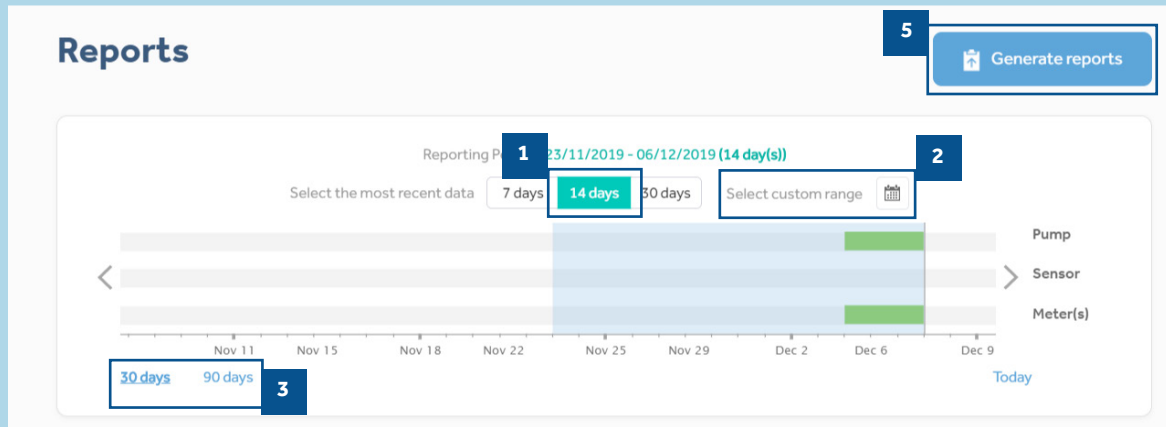 Reports
5
Generate reports
Reporting P 1 23/11/2019 - 06/12/2019 (14 day(s))
2
Select the most recent data 7 days 14 days 30 days Select custom range
Pump
Sensor
Meter(s)
Nov 11 Nov 15 Nov 18 Nov 22 Nov 25 Nov 29 Dec 2 Dec 6 Dec 9
30 days 90 days 3 Today